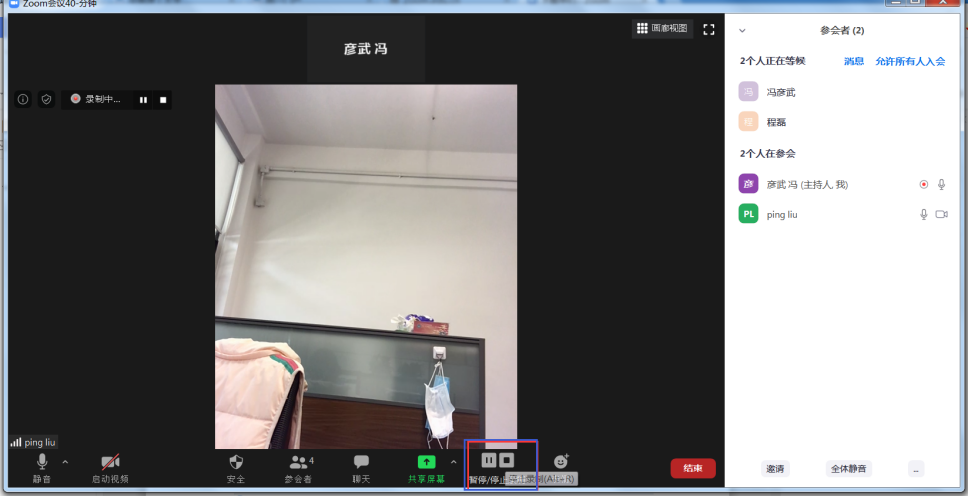 Zoom会议40-分钟
彦武 冯
画廊视图
录制中...
ping liu
静音
启动视频
安全
参会者
4
聊天
共享屏幕
暂停/停止
停止录制(Alt+R)
结束
参会者 (2)
2个人正在等候 消息 允许所有人入会
冯 冯彦武
程 程磊
2个人在参会
彦 彦武 冯 (主持人, 我)
PL ping liu
邀请 全体静音 ...